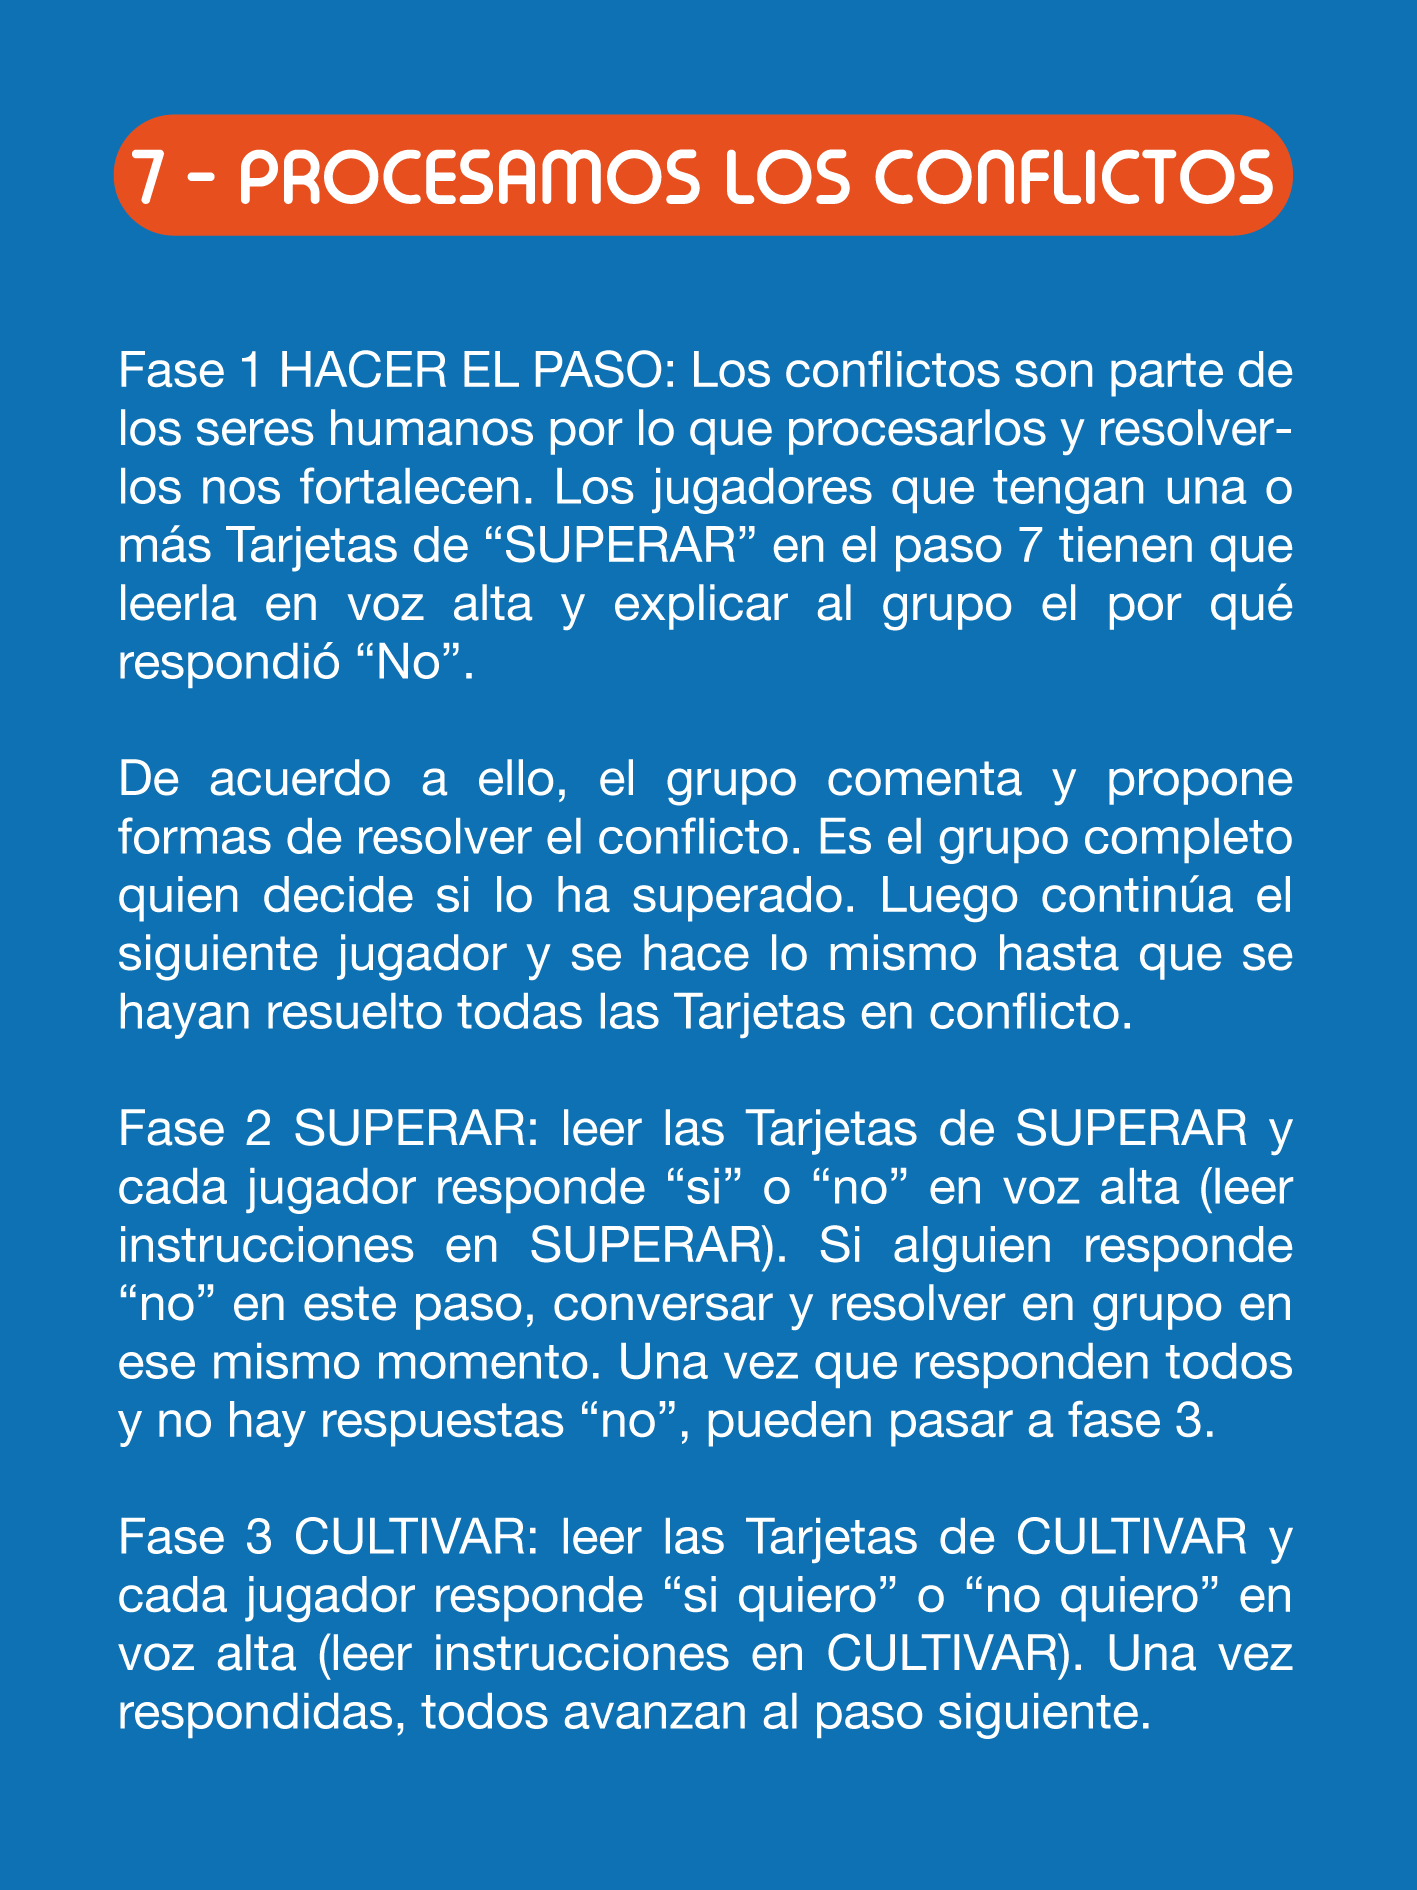 7 - PROCESAMOS LOS CONFLICTOS
Fase 1 HACER EL PASO: Los conflictos son parte de
los seres humanos por lo que procesarlos y resolver-
los nos fortalecen. Los jugadores que tengan una o
más Tarjetas de “SUPERAR” en el paso 7 tienen que
leerla en voz alta y explicar al grupo el por qué
respondió “No”.
De acuerdo a ello, el grupo comenta y propone
formas de resolver el conflicto. Es el grupo completo
quien decide si lo ha superado. Luego continúa el
siguiente jugador y se hace lo mismo hasta que se
hayan resuelto todas las Tarjetas en conflicto.
Fase 2 SUPERAR: leer las Tarjetas de SUPERAR y
cada jugador responde “si” o “no” en voz alta (leer
instrucciones en SUPERAR). Si alguien responde
“no” en este paso, conversar y resolver en grupo en
ese mismo momento. Una vez que responden todos
y no hay respuestas “no”, pueden pasar a fase 3.
Fase 3 CULTIVAR: leer las Tarjetas de CULTIVAR y
cada jugador responde “si quiero” o “no quiero” en
voz alta (leer instrucciones en CULTIVAR). Una vez
respondidas, todos avanzan al paso siguiente.